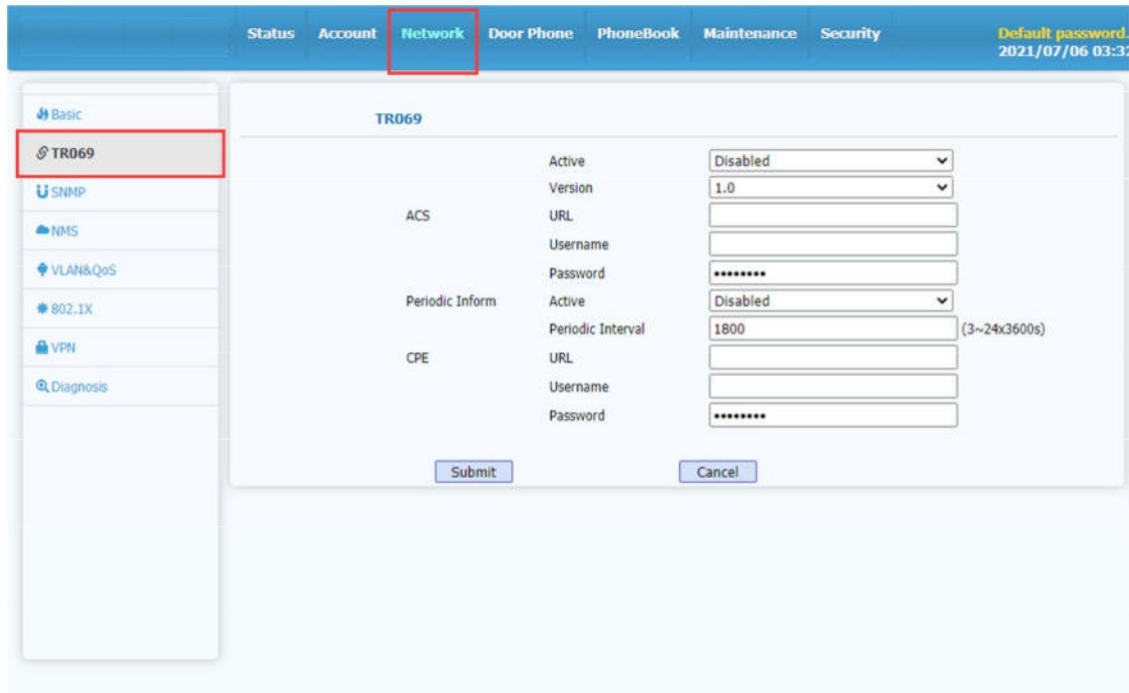 Status Account Network Door Phone PhoneBook Maintenance Security
Default password.
2021/07/06 03:32
Basic
TR069
SNMP
NMS
VLAN&QoS
802.1X
VPN
Diagnosis
TR069
Active Disabled
Version 1.0
ACS URL
Username
Password ••••••••
Periodic Inform Active Disabled
Periodic Interval 1800 (3~24x3600s)
CPE URL
Username
Password ••••••••
Submit Cancel